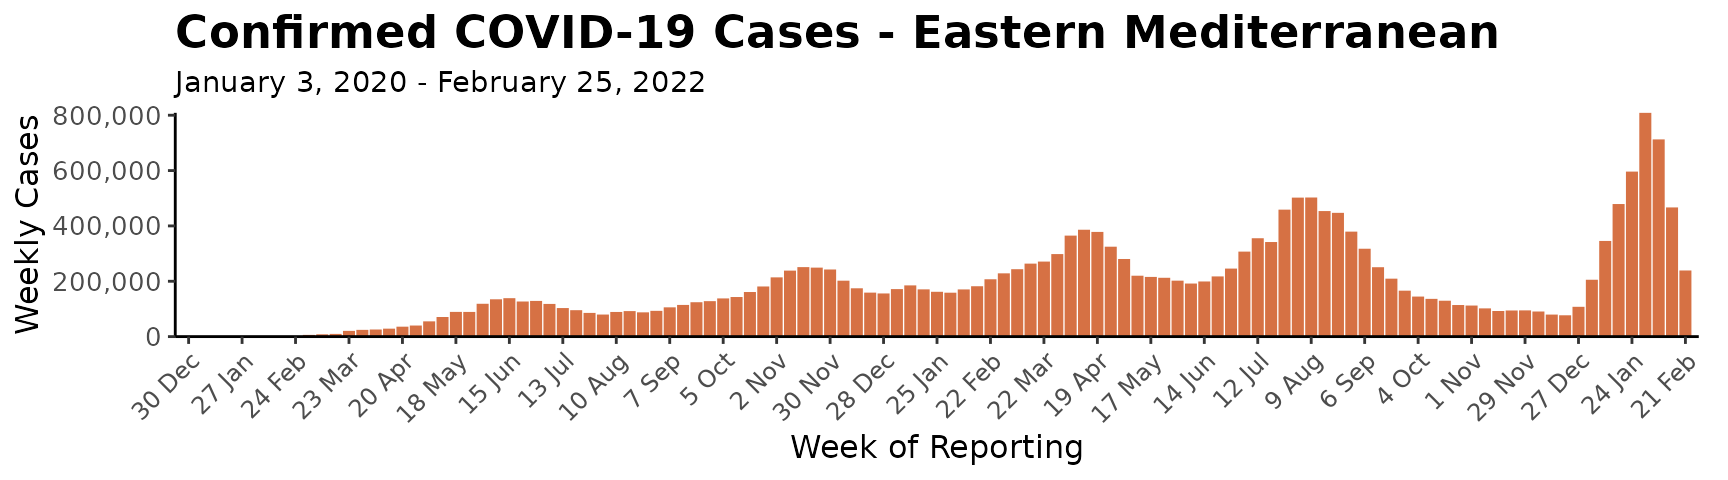 Confirmed COVID-19 Cases - Eastern Mediterranean
January 3, 2020 - February 25, 2022
Weekly Cases
800,000
600,000
400,000
200,000
0
30 Dec
27 Jan
24 Feb
23 Mar
20 Apr
18 May
15 Jun
13 Jul
10 Aug
7 Sep
5 Oct
2 Nov
30 Nov
28 Dec
25 Jan
22 Feb
22 Mar
19 Apr
17 May
14 Jun
12 Jul
9 Aug
6 Sep
4 Oct
1 Nov
29 Nov
27 Dec
24 Jan
21 Feb
Week of Reporting